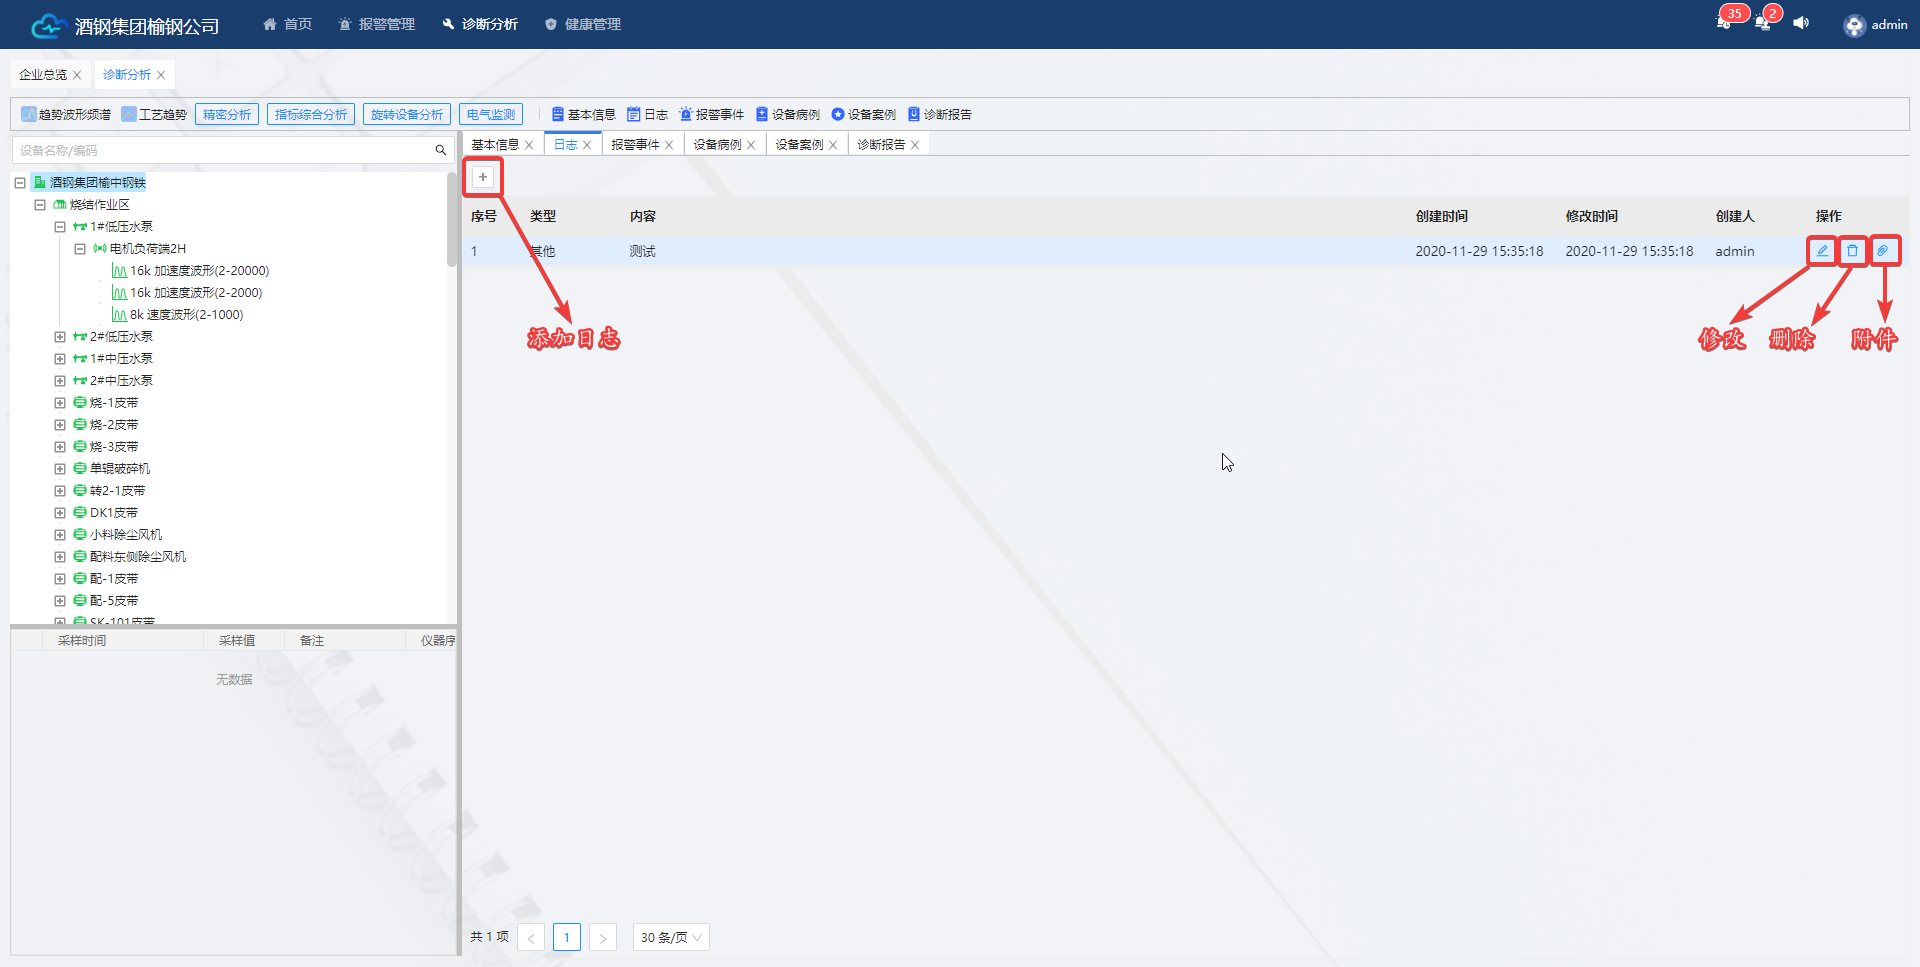 酒钢集团榆钢公司
首页
报警管理
诊断分析
健康管理
35
2
admin
企业总览
诊断分析
趋势波形频谱
工艺趋势
精密分析
指标综合分析
旋转设备分析
电气监测
基本信息
日志
报警事件
设备病例
设备案例
诊断报告
设备名称/编码
基本信息
日志
报警事件
设备病例
设备案例
诊断报告
酒钢集团榆中钢铁
烧结作业区
1#低压水泵
电机负荷端2H
16k 加速度波形(2-20000)
16k 加速度波形(2-2000)
8k 速度波形(2-1000)
2#低压水泵
1#中压水泵
2#中压水泵
烧-1皮带
烧-2皮带
烧-3皮带
单辊破碎机
转2-1皮带
DK1皮带
小料除尘风机
配料东侧除尘风机
配-1皮带
配-5皮带
SK-101皮带
采样时间 采样值 备注 仪器序
无数据
序号 类型 内容 创建时间 修改时间 创建人 操作
1 其他 测试 2020-11-29 15:35:18 2020-11-29 15:35:18 admin
添加日志
修改 删除 附件
共 1 项 < 1 > 30 条/页